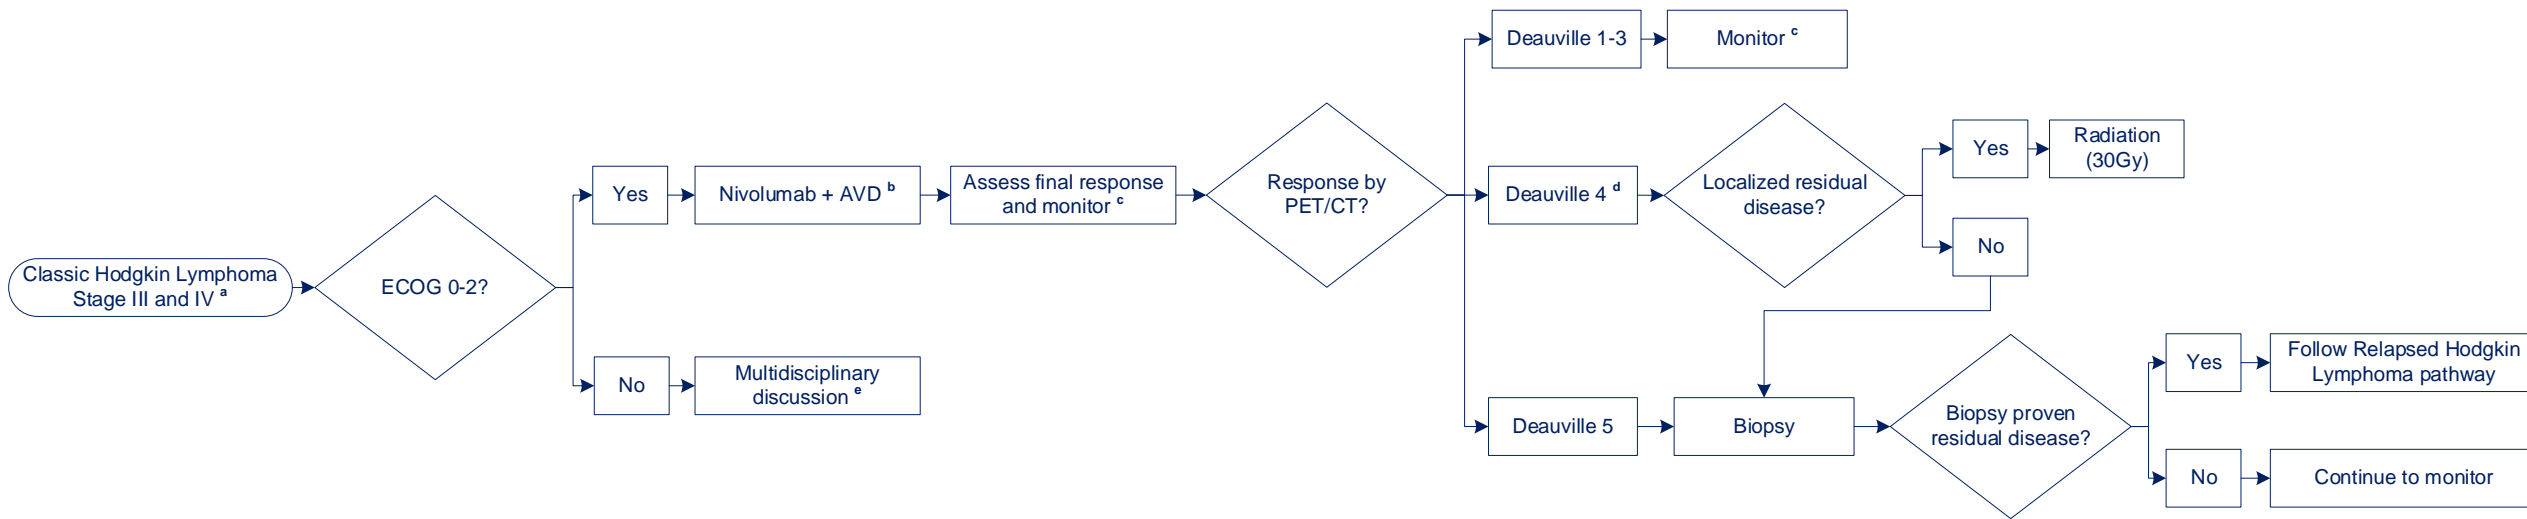 Classic Hodgkin Lymphoma
Stage III and IV a
ECOG 0-2?
Yes
Nivolumab + AVD b
Assess final response
and monitor c
No
Multidisciplinary
discussion e
Response by
PET/CT?
Deauville 1-3
Monitor c
Deauville 4 d
Localized residual
disease?
Yes
Radiation
(30Gy)
No
Deauville 5
Biopsy
Biopsy proven
residual disease?
Yes
Follow Relapsed Hodgkin
Lymphoma pathway
No
Continue to monitor